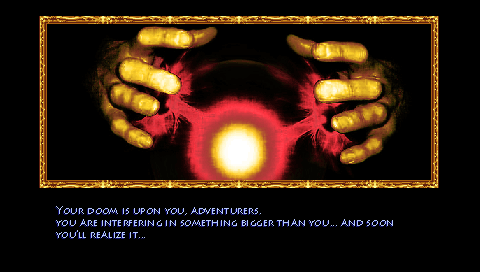 Your doom is upon you, adventurers.
you are interfering in something bigger than you... and soon
you'll realize it...